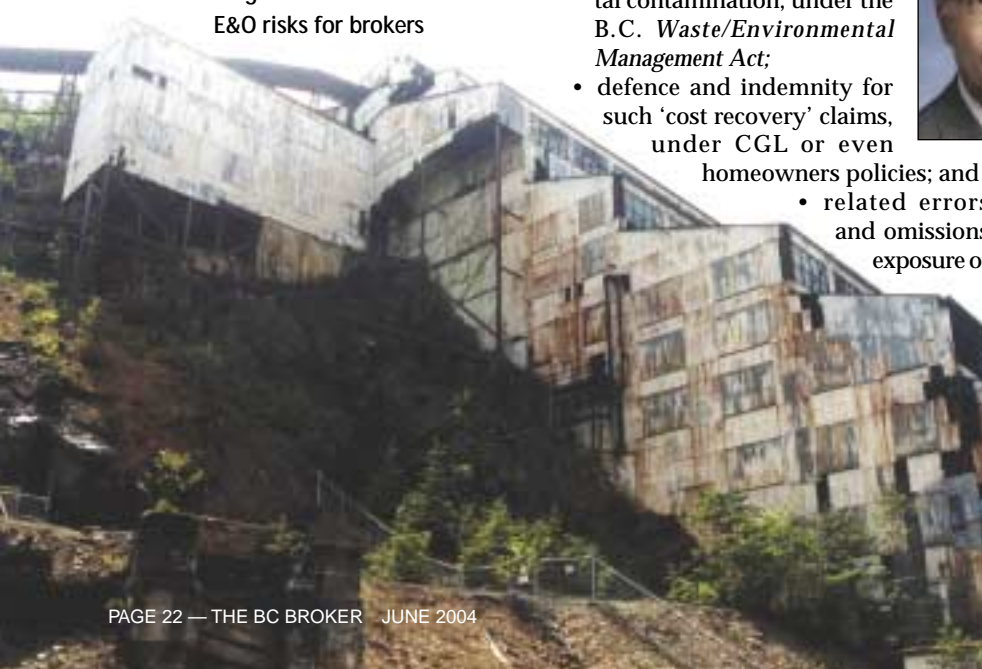 E&O risks for brokers
tal contamination, under the
B.C. Waste/Environmental
Management Act;
• defence and indemnity for
such ‘cost recovery’ claims,
under CGL or even
homeowners policies; and
• related errors
and omissions
exposure o
PAGE 22 — THE BC BROKER JUNE 2004